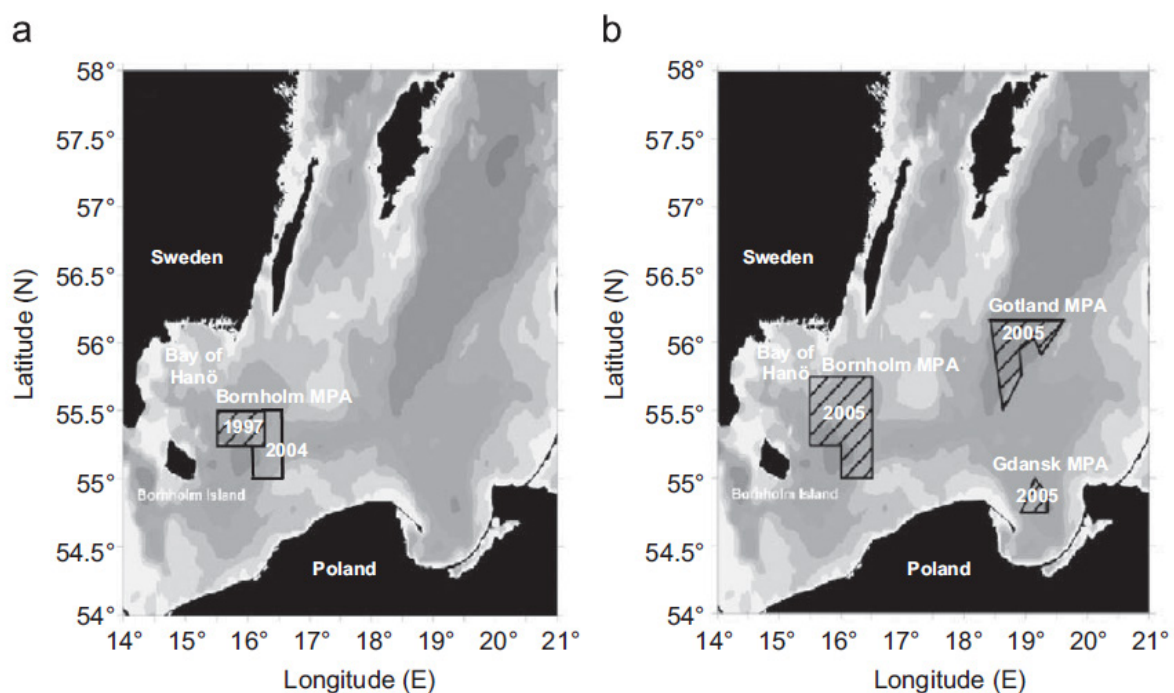 a
58°
57.5°
57°
56.5°
56°
55.5°
55°
54.5°
54°
Latitude (N)
Sweden
Bay of
Hanö
Bornholm MPA
1997
2004
Bornholm Island
Poland
14° 15° 16° 17° 18° 19° 20° 21°
Longitude (E)
b
58°
57.5°
57°
56.5°
56°
55.5°
55°
54.5°
54°
Latitude (N)
Sweden
Gotland MPA
2005
Bay of
Hanö
Bornholm MPA
2005
Gdansk MPA
2005
Bornholm Island
Poland
14° 15° 16° 17° 18° 19° 20° 21°
Longitude (E)